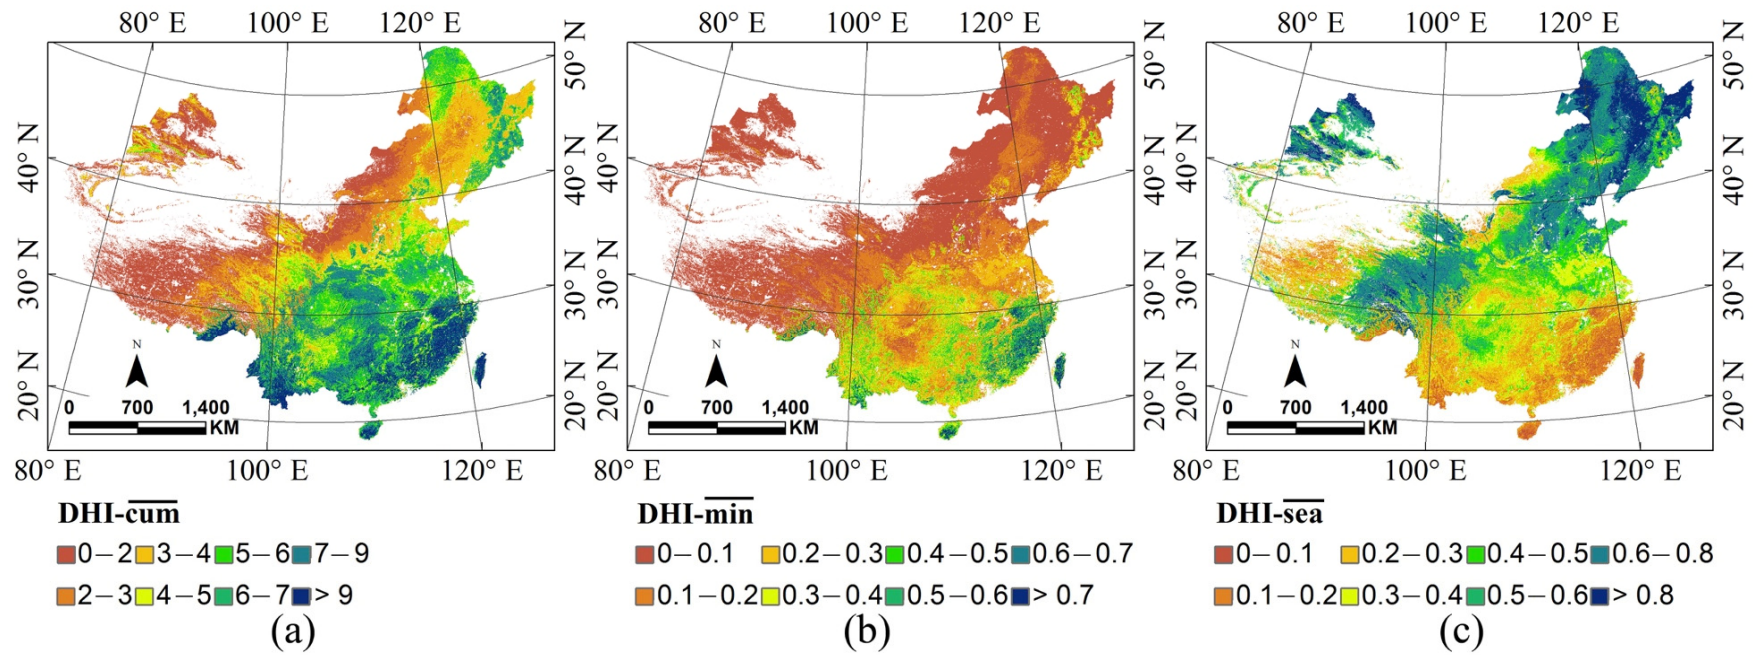 80° E 100° E 120° E 80° E 100° E 120° E 80° E 100° E 120° E
50° N 50° N 50° N
40° N 40° N 40° N 40° N 40° N 40° N
30° N 30° N 30° N 30° N 30° N 30° N
20° N 20° N 20° N 20° N 20° N 20° N
N N N
0 700 1,400 0 700 1,400 0 700 1,400
KM KM KM
80° E 100° E 120° E 80° E 100° E 120° E 80° E 100° E 120° E
DHI-c̅u̅m̅ DHI-m̅i̅n̅ DHI-s̅e̅a̅
0–2 3–4 5–6 7–9 0–0.1 0.2–0.3 0.4–0.5 0.6–0.7 0–0.1 0.2–0.3 0.4–0.5 0.6–0.8
2–3 4–5 6–7 > 9 0.1–0.2 0.3–0.4 0.5–0.6 > 0.7 0.1–0.2 0.3–0.4 0.5–0.6 > 0.8
(a) (b) (c)